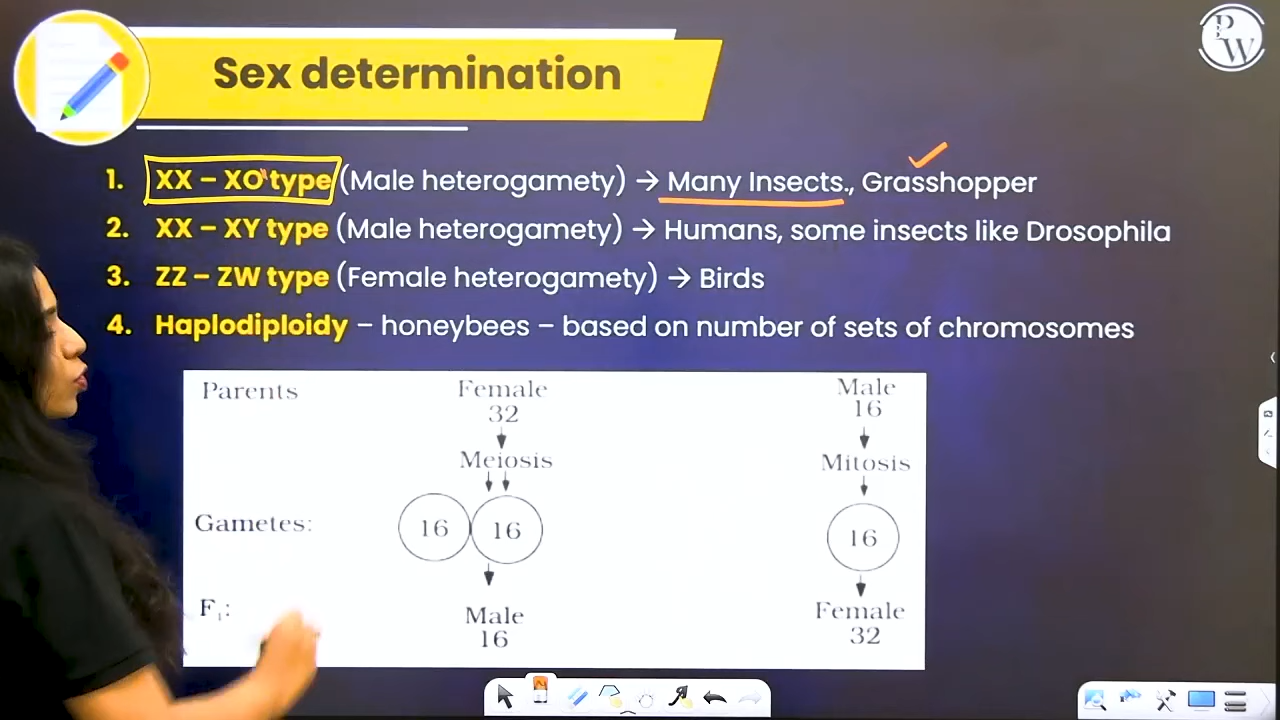 PW
Sex determination
1. XX – XO type (Male heterogamety) → Many Insects., Grasshopper
2. XX – XY type (Male heterogamety) → Humans, some insects like Drosophila
3. ZZ – ZW type (Female heterogamety) → Birds
4. Haplodiploidy – honeybees – based on number of sets of chromosomes
Parents Female Male
32 16
Meiosis Mitosis
Gametes: 16 16 16
F₁: Male Female
16 32